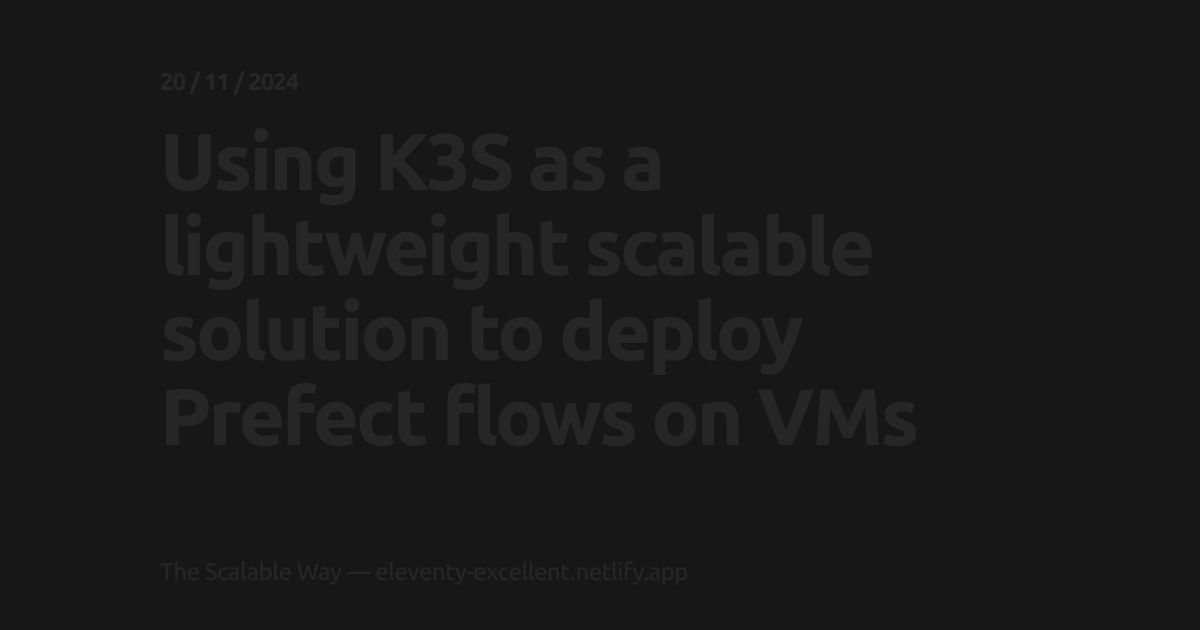 20 / 11 / 2024
Using K3S as a
lightweight scalable
solution to deploy
Prefect flows on VMs
The Scalable Way — eleventy-excellent.netlify.app